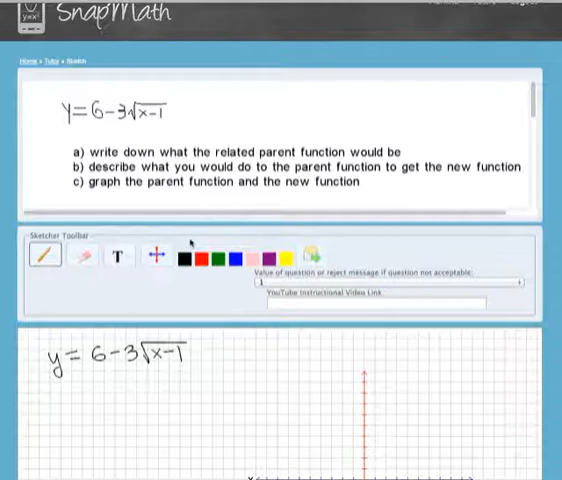 y=x²
SnapMath
Home » Tutor » Sketch
y=6-3√x-1
a) write down what the related parent function would be
b) describe what you would do to the parent function to get the new function
c) graph the parent function and the new function
Sketcher Toolbar
T
Value of question or reject message if question not acceptable:
1
YouTube Instructional Video Link
y = 6-3√x-1